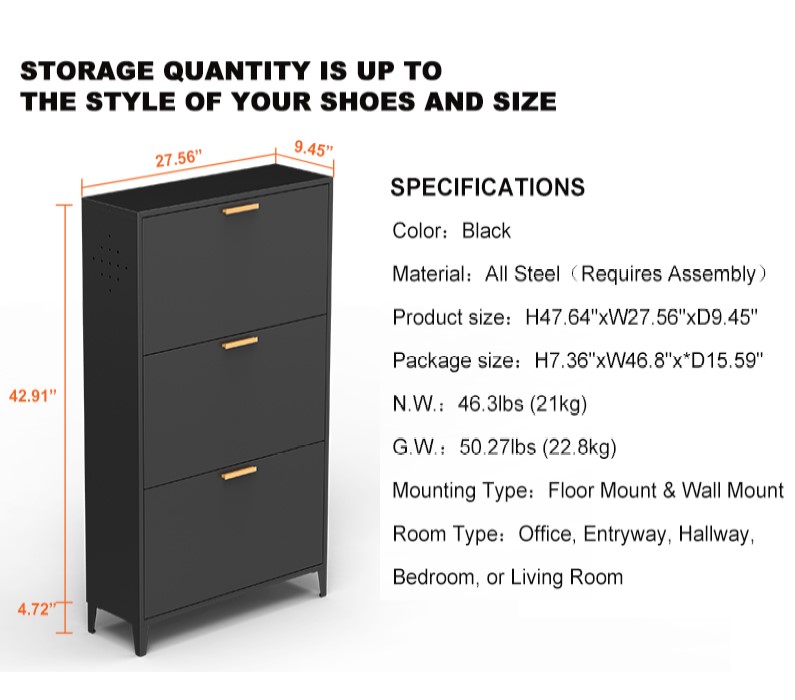 STORAGE QUANTITY IS UP TO
THE STYLE OF YOUR SHOES AND SIZE
27.56”
9.45”
SPECIFICATIONS
Color：Black
Material：All Steel（Requires Assembly）
Product size：H47.64"xW27.56"xD9.45"
Package size：H7.36"xW46.8"x*D15.59"
42.91”
N.W.：46.3lbs (21kg)
G.W.：50.27lbs (22.8kg)
Mounting Type：Floor Mount & Wall Mount
Room Type：Office, Entryway, Hallway,
Bedroom, or Living Room
4.72”